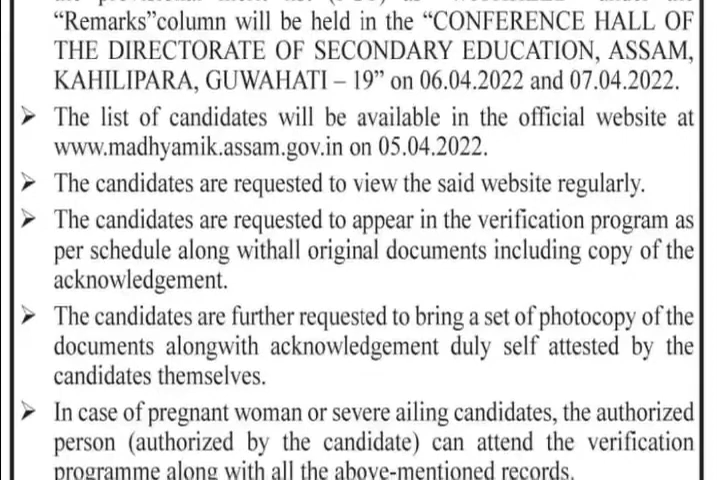 “Remarks”column will be held in the “CONFERENCE HALL OF
THE DIRECTORATE OF SECONDARY EDUCATION, ASSAM,
KAHILIPARA, GUWAHATI – 19” on 06.04.2022 and 07.04.2022.
➢ The list of candidates will be available in the official website at
www.madhyamik.assam.gov.in on 05.04.2022.
➢ The candidates are requested to view the said website regularly.
➢ The candidates are requested to appear in the verification program as
per schedule along withall original documents including copy of the
acknowledgement.
➢ The candidates are further requested to bring a set of photocopy of the
documents alongwith acknowledgement duly self attested by the
candidates themselves.
➢ In case of pregnant woman or severe ailing candidates, the authorized
person (authorized by the candidate) can attend the verification
programme along with all the above-mentioned records.